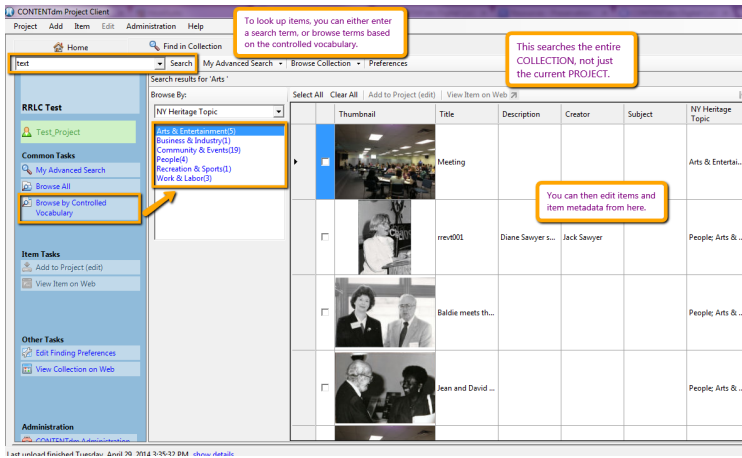 CONTENTdm Project Client
Project Add Item Edit Administration Help
To look up items, you can either enter
a search term, or browse terms based
on the controlled vocabulary.
Home
Find in Collection
This searches the entire
COLLECTION, not just
the current PROJECT.
text
Search My Advanced Search Browse Collection Preferences
Search results for 'Arts '
Browse By:
Select All Clear All Add to Project (edit) View Item on Web
RRLC Test
NY Heritage Topic
Thumbnail Title Description Creator Subject NY Heritage
Topic
Test_Project
Arts & Entertainment(5)
Business & Industry(1)
Community & Events(19)
People(4)
Recreation & Sports(1)
Work & Labor(3)
Meeting
Arts & Entertai...
Common Tasks
My Advanced Search
Browse All
Browse by Controlled
Vocabulary
You can then edit items and
item metadata from here.
rrevt001 Diane Sawyer s... Jack Sawyer People; Arts & ...
Item Tasks
Add to Project (edit)
View Item on Web
Baldie meets th... People; Arts & ...
Other Tasks
Edit Finding Preferences
View Collection on Web
Jean and David ... People; Arts & ...
Administration
CONTENTdm Administration
Last upload finished Tuesday, April 29, 2014 3:35:32 PM show details